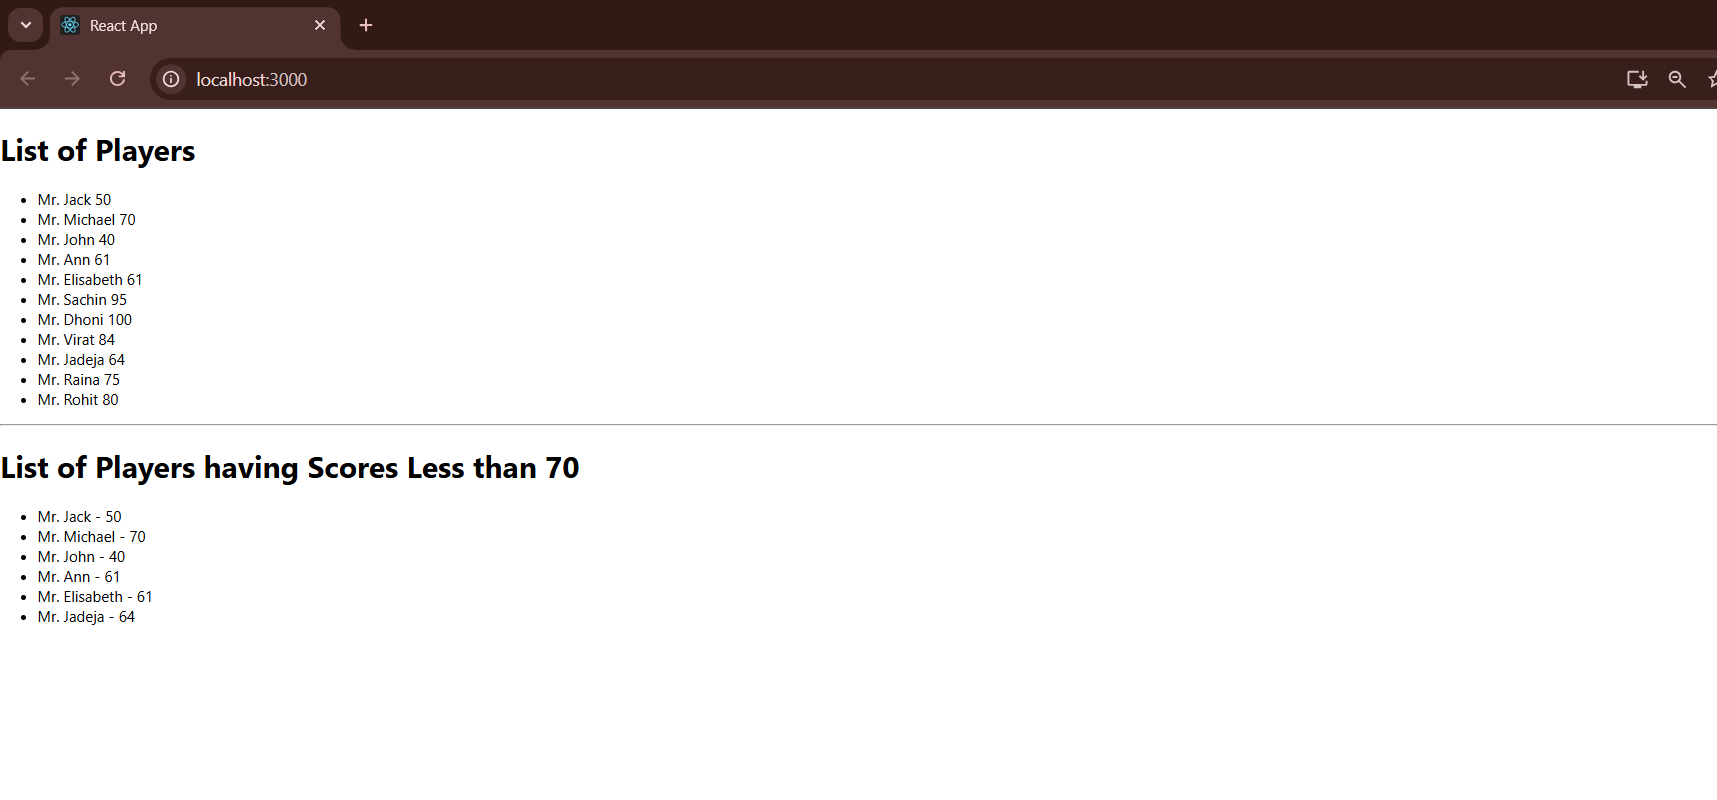 React App
localhost:3000
List of Players
Mr. Jack 50
Mr. Michael 70
Mr. John 40
Mr. Ann 61
Mr. Elisabeth 61
Mr. Sachin 95
Mr. Dhoni 100
Mr. Virat 84
Mr. Jadeja 64
Mr. Raina 75
Mr. Rohit 80
List of Players having Scores Less than 70
Mr. Jack - 50
Mr. Michael - 70
Mr. John - 40
Mr. Ann - 61
Mr. Elisabeth - 61
Mr. Jadeja - 64